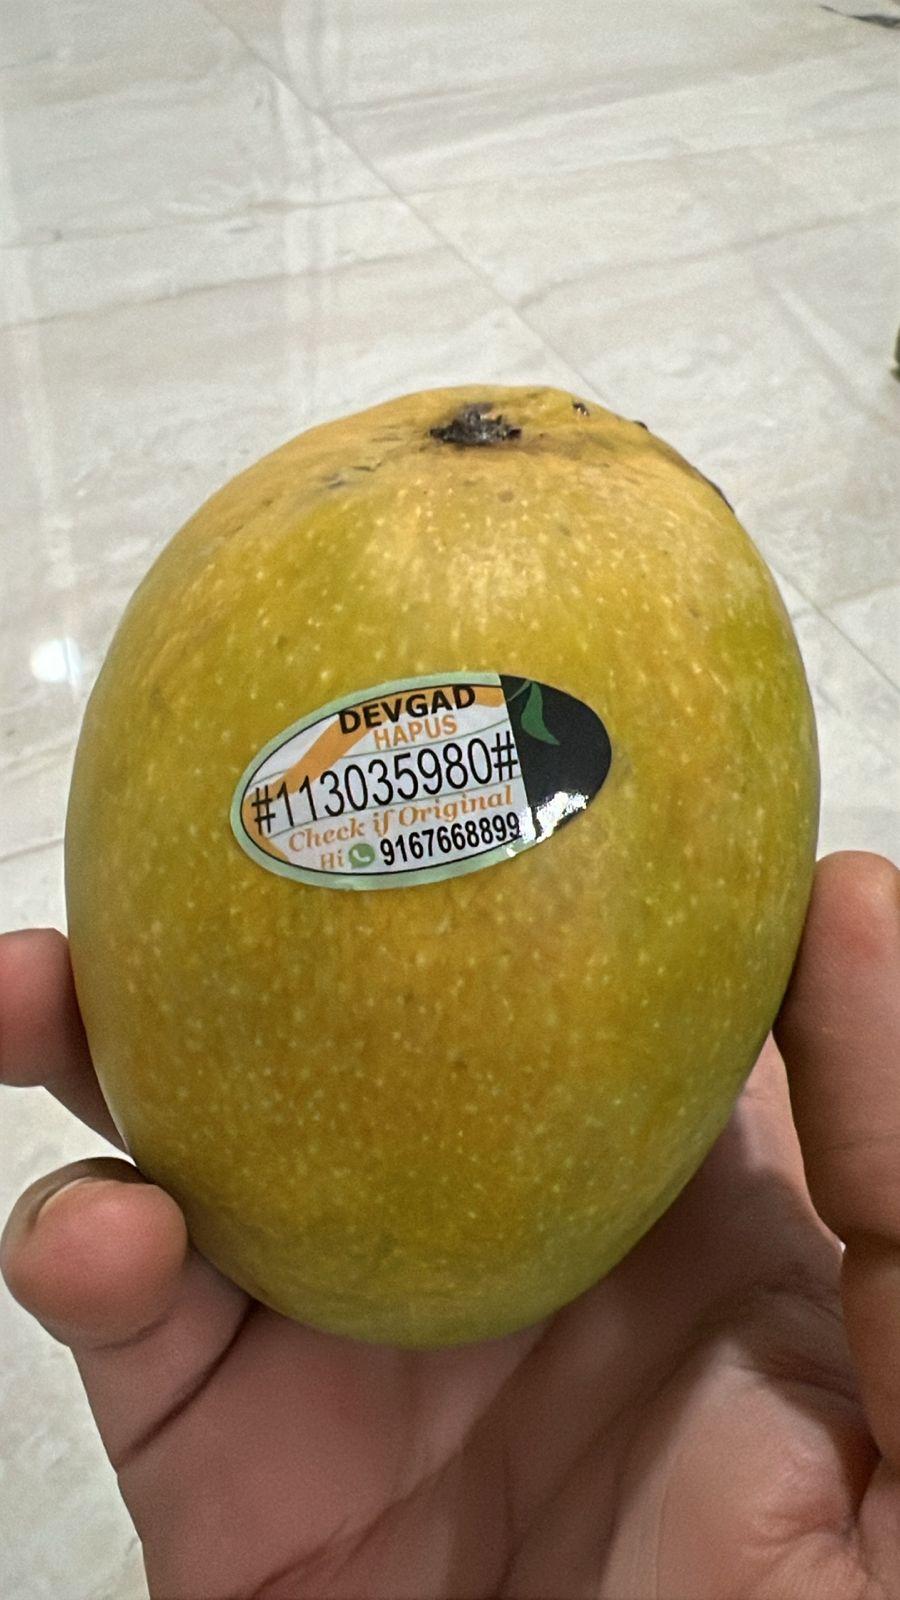 DEVGAD
HAPUS
#113035980#
Check if Original
Hi 9167668899